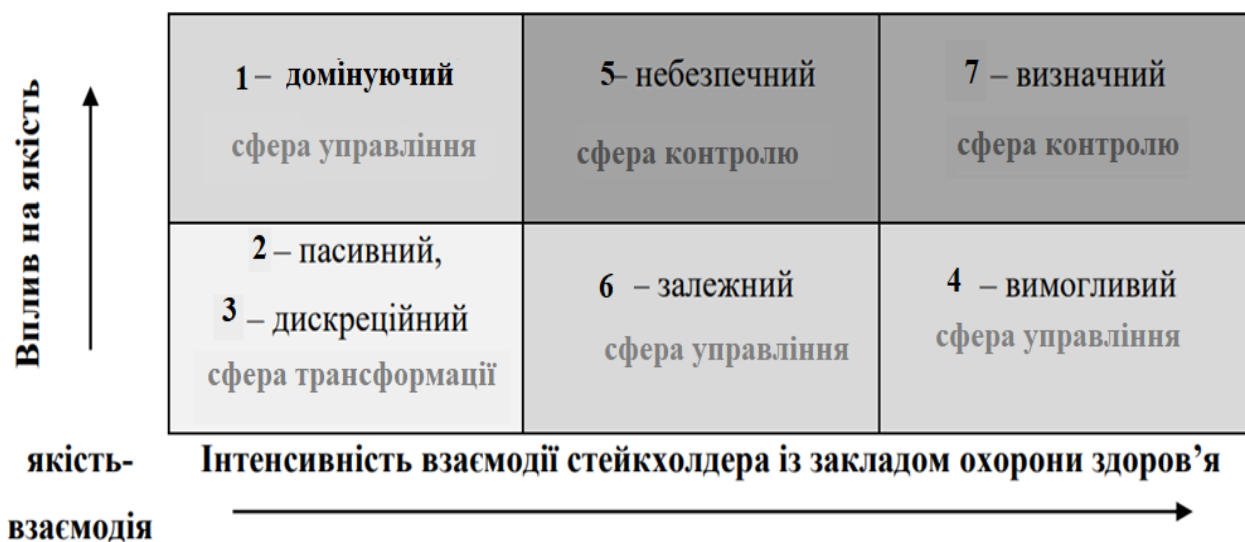 Вплив на якість
1 – домінуючий
сфера управління
5– небезпечний
сфера контролю
7 – визначний
сфера контролю
2 – пасивний,
3 – дискреційний
сфера трансформації
6 – залежний
сфера управління
4 – вимогливий
сфера управління
якість-
взаємодія
Інтенсивність взаємодії стейкхолдера із закладом охорони здоров’я